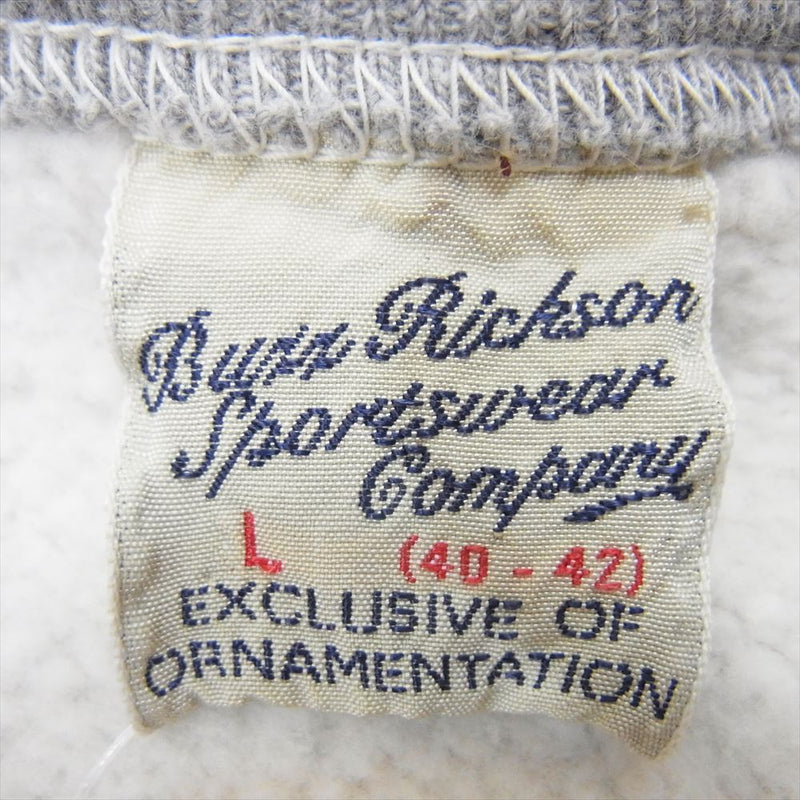 Buzz Rickson
Sportswear
Company
L (40 - 42)
EXCLUSIVE OF
ORNAMENTATION